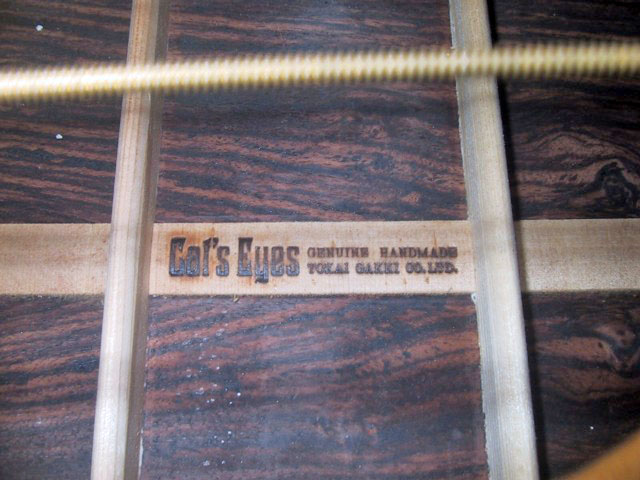 Cat's Eyes
GENUINE HANDMADE
TOKAI GAKKI CO. LTD.